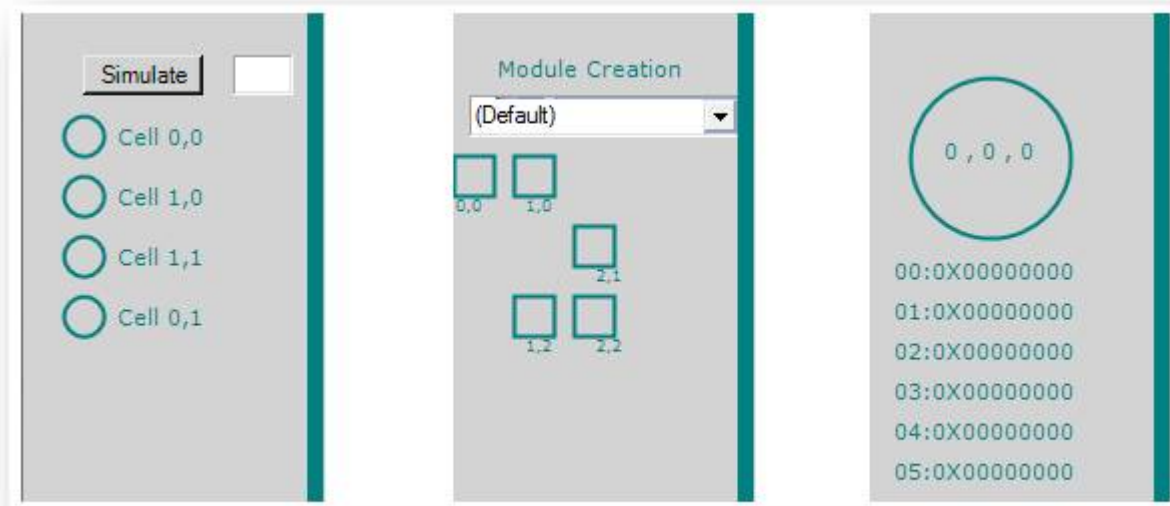 Simulate
Cell 0,0
Cell 1,0
Cell 1,1
Cell 0,1
Module Creation
(Default)
0,0 1,0
2,1
1,2 2,2
0 , 0 , 0
00:0X00000000
01:0X00000000
02:0X00000000
03:0X00000000
04:0X00000000
05:0X00000000